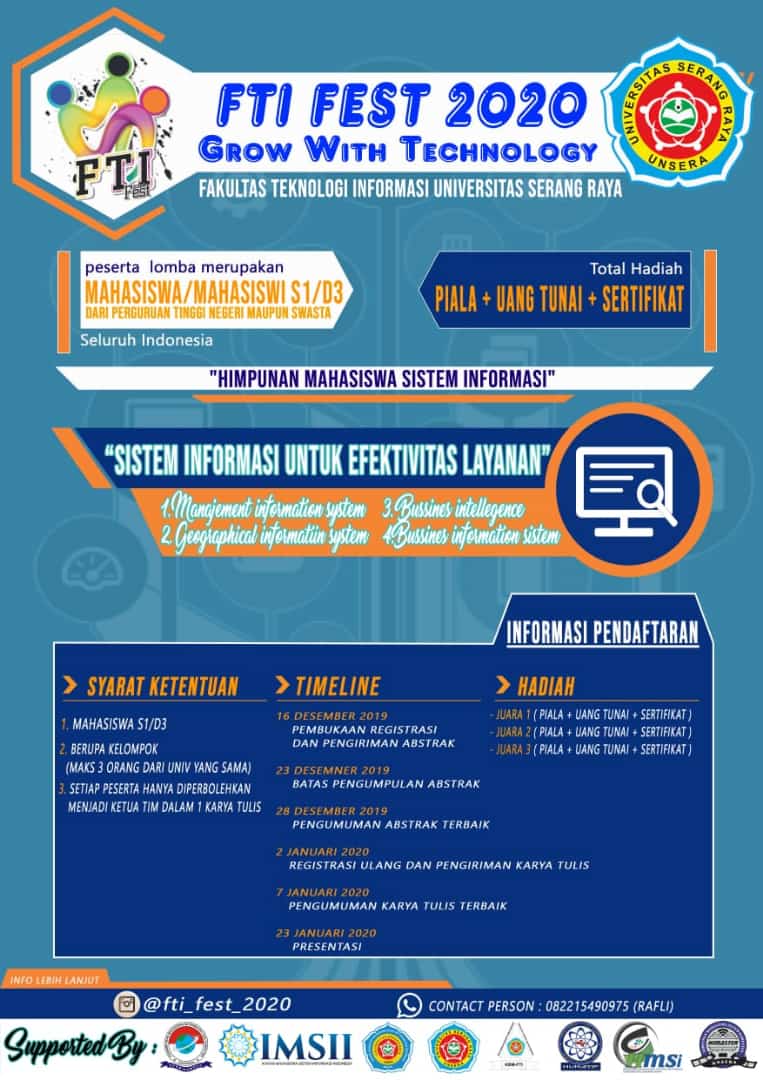 FTI FEST 2020
GROW WITH TECHNOLOGY
FAKULTAS TEKNOLOGI INFORMASI UNIVERSITAS SERANG RAYA
FTI
Fest
UNIVERSITAS SERANG RAYA
UNSERA
peserta lomba merupakan
MAHASISWA/MAHASISWI S1/D3
DARI PERGURUAN TINGGI NEGERI MAUPUN SWASTA
Seluruh Indonesia
Total Hadiah
PIALA + UANG TUNAI + SERTIFIKAT
"HIMPUNAN MAHASISWA SISTEM INFORMASI"
“SISTEM INFORMASI UNTUK EFEKTIVITAS LAYANAN”
1.Manajement information system
2. Geographical informatiin system
3.Bussines intellegence
4.Bussines information sistem
INFORMASI PENDAFTARAN
SYARAT KETENTUAN
1. MAHASISWA S1/D3
2. BERUPA KELOMPOK
(MAKS 3 ORANG DARI UNIV YANG SAMA)
3. SETIAP PESERTA HANYA DIPERBOLEHKAN
MENJADI KETUA TIM DALAM 1 KARYA TULIS
TIMELINE
16 DESEMBER 2019
PEMBUKAAN REGISTRASI
DAN PENGIRIMAN ABSTRAK
23 DESEMNER 2019
BATAS PENGUMPULAN ABSTRAK
28 DESEMBER 2019
PENGUMUMAN ABSTRAK TERBAIK
2 JANUARI 2020
REGISTRASI ULANG DAN PENGIRIMAN KARYA TULIS
7 JANUARI 2020
PENGUMUMAN KARYA TULIS TERBAIK
23 JANUARI 2020
PRESENTASI
HADIAH
- JUARA 1 ( PIALA + UANG TUNAI + SERTIFIKAT )
- JUARA 2 ( PIALA + UANG TUNAI + SERTIFIKAT )
- JUARA 3 ( PIALA + UANG TUNAI + SERTIFIKAT )
INFO LEBIH LANJUT
@fti_fest_2020
CONTACT PERSON : 082215490975 (RAFLI)
Supported By :
IMSII